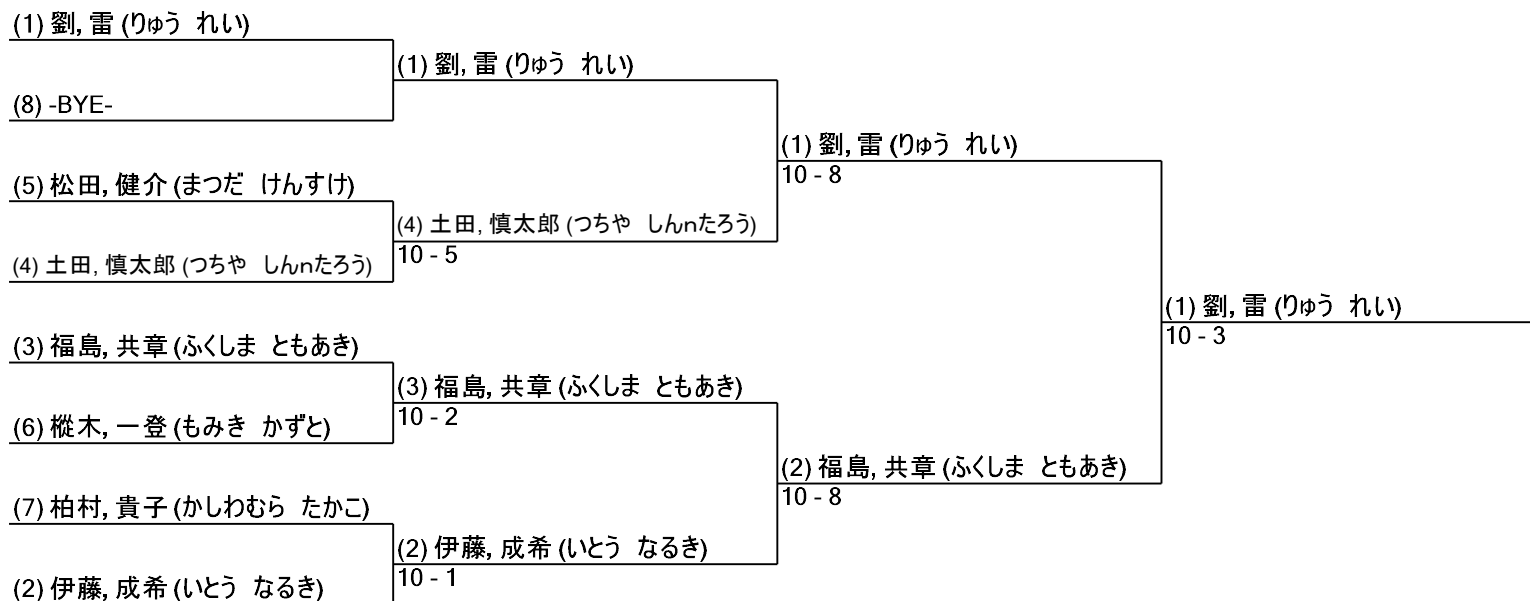 (1) 劉, 雷 (りゅう れい)
(8) -BYE-
(5) 松田, 健介 (まつだ けんすけ)
(4) 土田, 慎太郎 (つちや しんnたろう)
(3) 福島, 共章 (ふくしま ともあき)
(6) 樅木, 一登 (もみき かずと)
(7) 柏村, 貴子 (かしわむら たかこ)
(2) 伊藤, 成希 (いとう なるき)
(1) 劉, 雷 (りゅう れい)
(4) 土田, 慎太郎 (つちや しんnたろう)
10 - 5
(3) 福島, 共章 (ふくしま ともあき)
10 - 2
(2) 伊藤, 成希 (いとう なるき)
10 - 1
(1) 劉, 雷 (りゅう れい)
10 - 8
(2) 福島, 共章 (ふくしま ともあき)
10 - 8
(1) 劉, 雷 (りゅう れい)
10 - 3